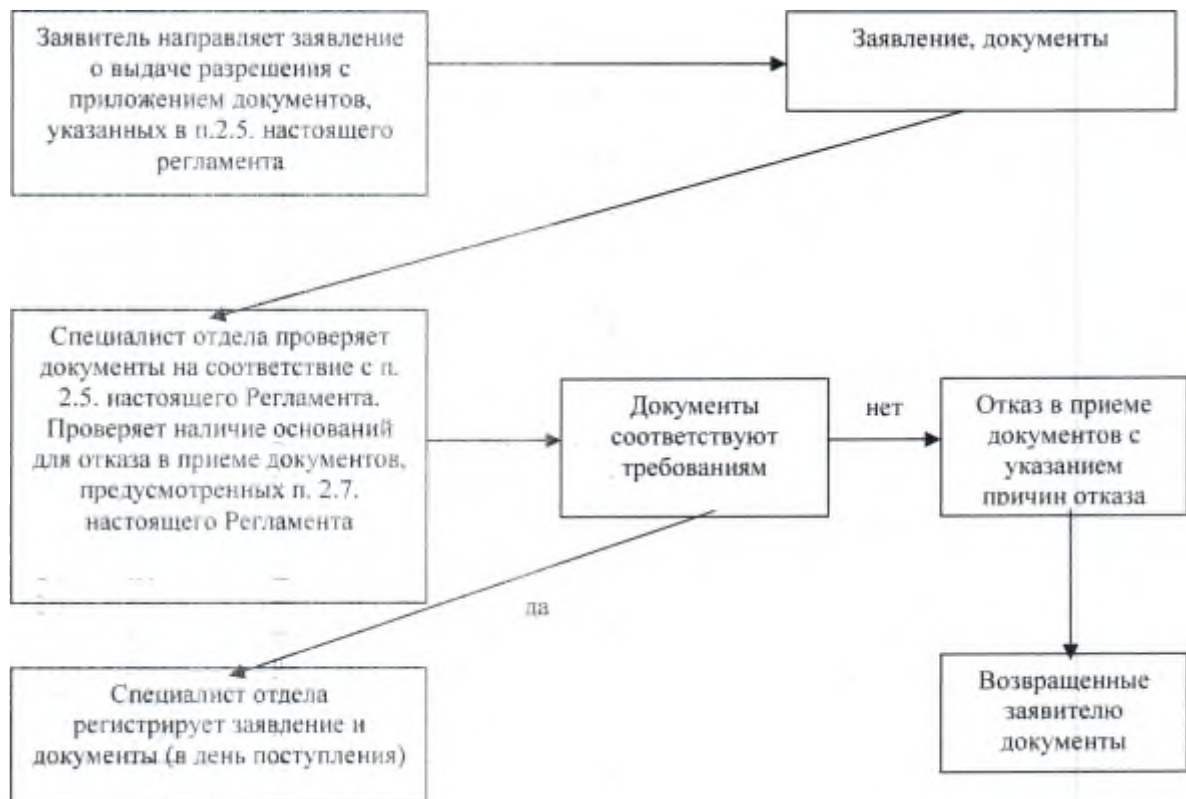 Заявитель направляет заявление
о выдаче разрешения с
приложением документов,
указанных в п.2.5. настоящего
регламента
Заявление, документы
Специалист отдела проверяет
документы на соответствие с п.
2.5. настоящего Регламента.
Проверяет наличие оснований
для отказа в приеме документов,
предусмотренных п. 2.7.
настоящего Регламента
Документы
соответствуют
требованиям
нет
Отказ в приеме
документов с
указанием
причин отказа
да
Специалист отдела
регистрирует заявление и
документы (в день поступления)
Возвращенные
заявителю
документы